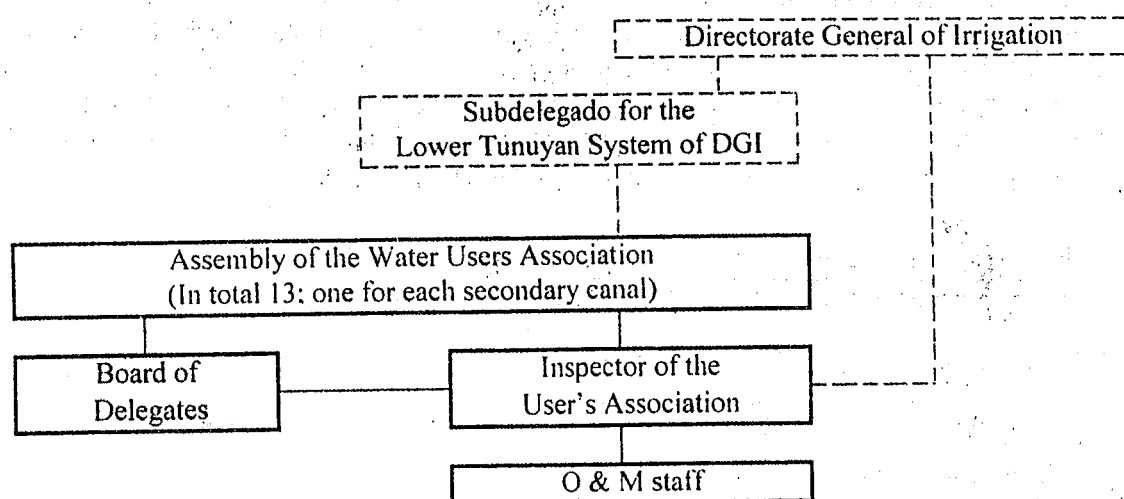 Directorate General of Irrigation
Subdelegado for the
Lower Tunuyan System of DGI
Assembly of the Water Users Association
(In total 13: one for each secondary canal)
Board of
Delegates
Inspector of the
User's Association
O & M staff